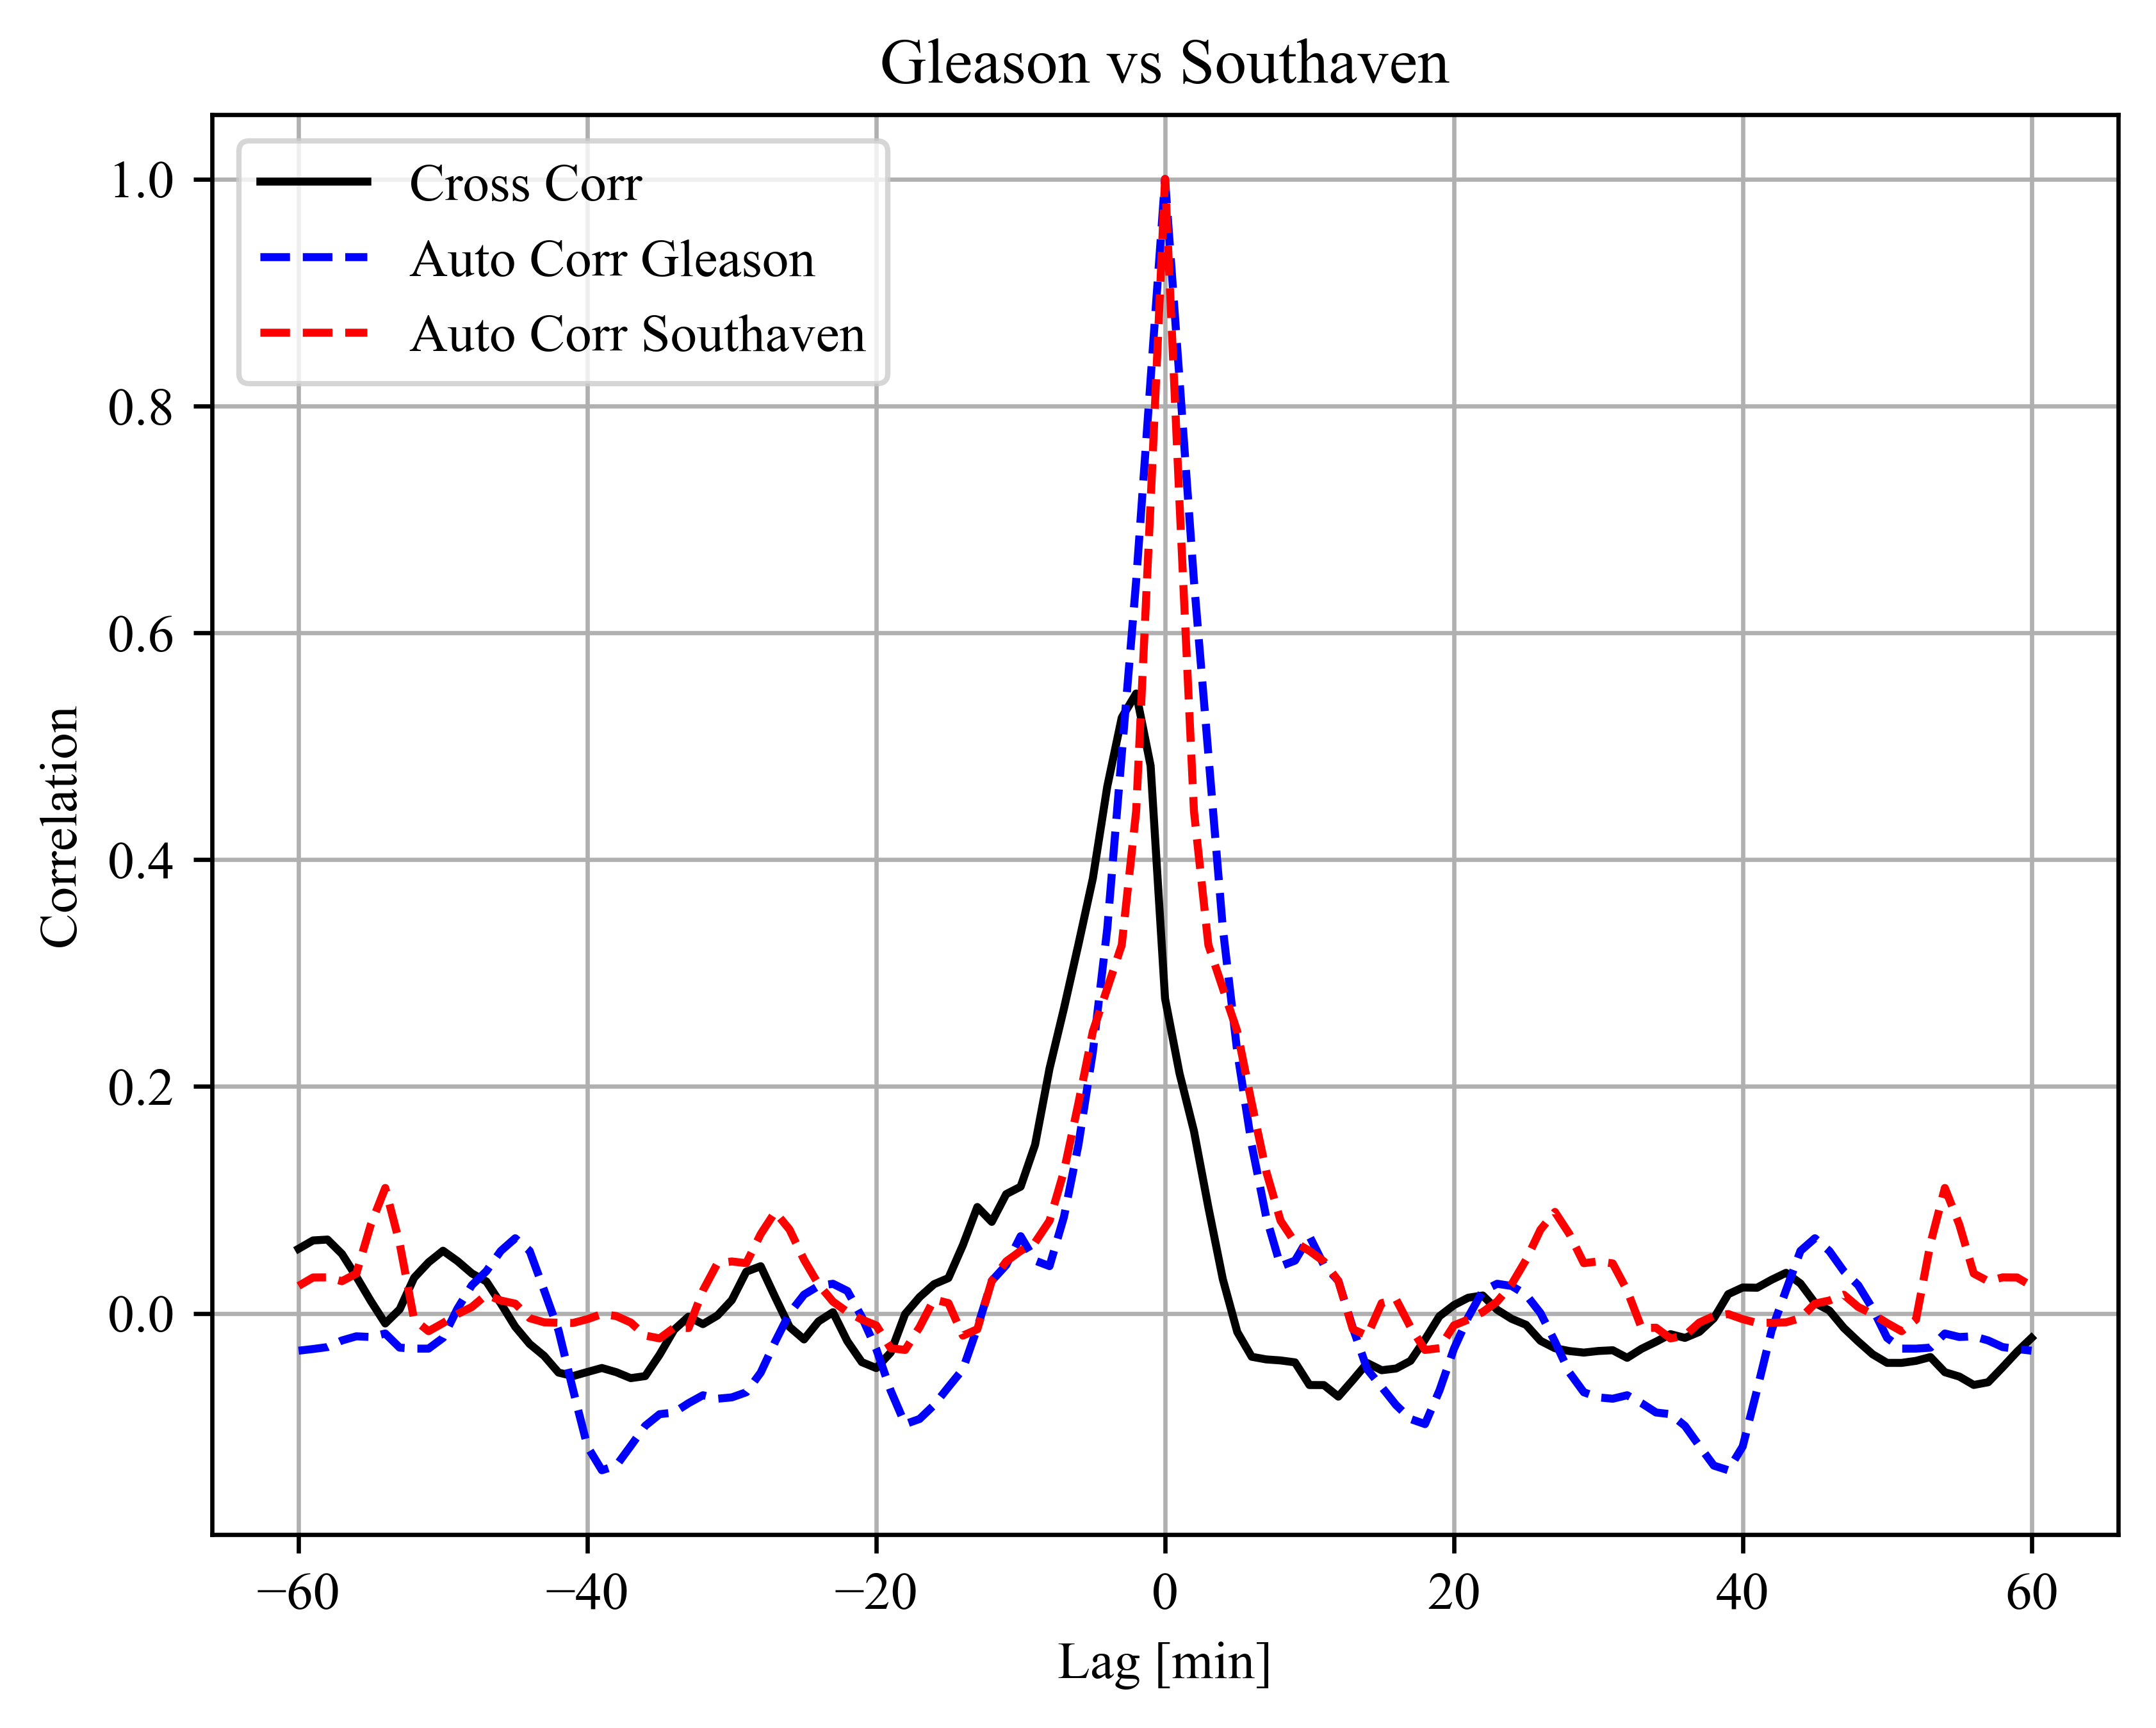 Gleason vs Southaven
Cross Corr
Auto Corr Gleason
Auto Corr Southaven
1.0
0.8
0.6
0.4
0.2
0.0
Correlation
−60 −40 −20 0 20 40 60
Lag [min]